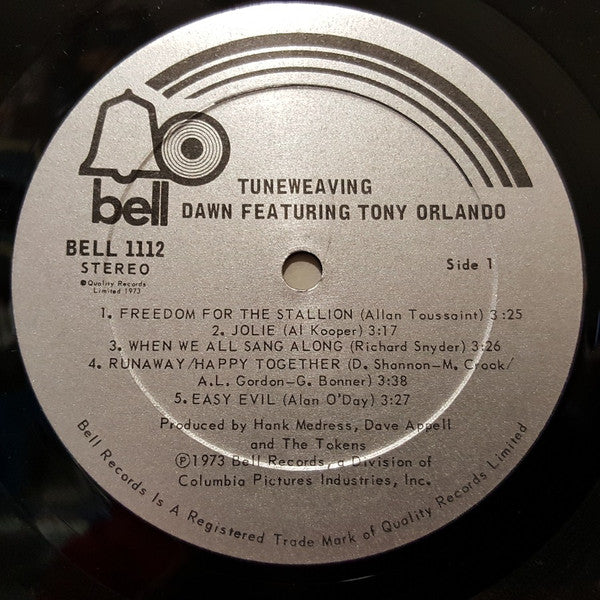 bell
TUNEWEAVING
DAWN FEATURING TONY ORLANDO
BELL 1112
STEREO
℗Quality Records
Limited 1973
Side 1
1. FREEDOM FOR THE STALLION (Allan Toussaint) 3:25
2. JOLIE (Al Kooper) 3:17
3. WHEN WE ALL SANG ALONG (Richard Snyder) 3:26
4. RUNAWAY/HAPPY TOGETHER (D. Shannon-M. Crook/
A.L. Gordon-G. Bonner) 3:38
5. EASY EVIL (Alan O'Day) 3:27
Produced by Hank Medress, Dave Appell
and The Tokens
℗1973 Bell Records, a Division of
Columbia Pictures Industries, Inc.
Bell Records Is A Registered Trade Mark of Quality Records Limited